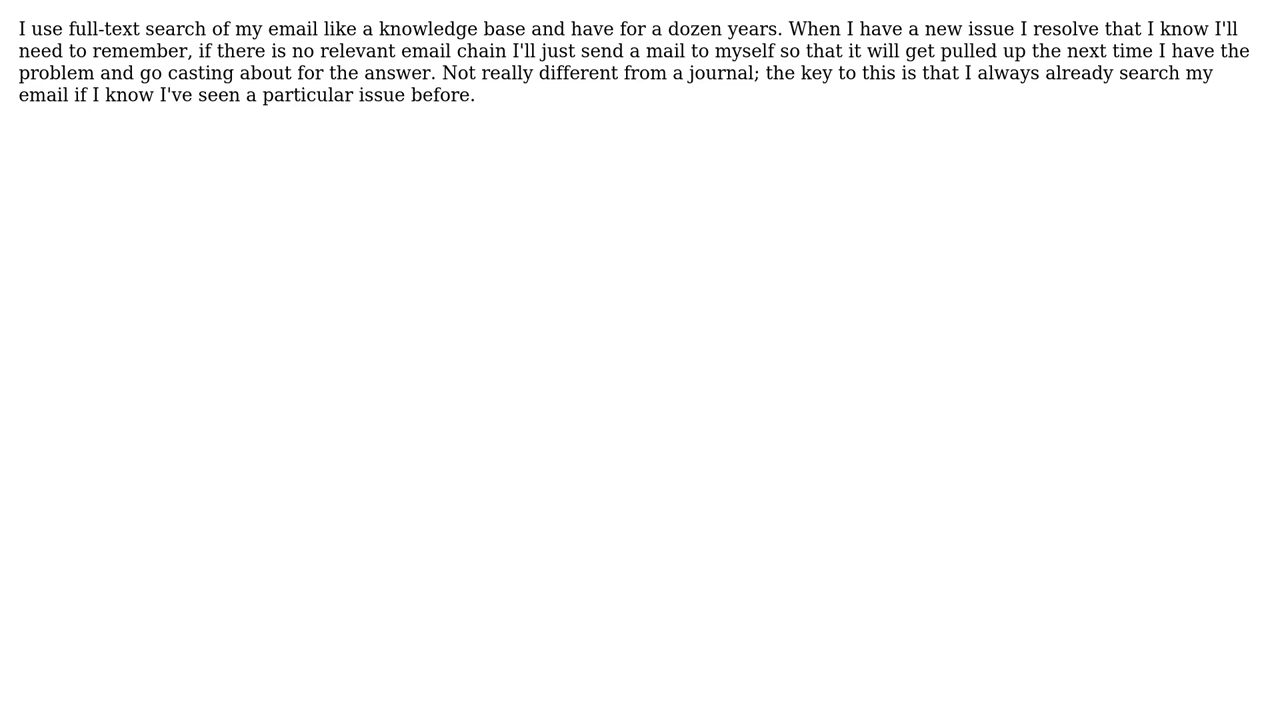 I use full-text search of my email like a knowledge base and have for a dozen years. When I have a new issue I resolve that I know I'll
need to remember, if there is no relevant email chain I'll just send a mail to myself so that it will get pulled up the next time I have the
problem and go casting about for the answer. Not really different from a journal; the key to this is that I always already search my
email if I know I've seen a particular issue before.